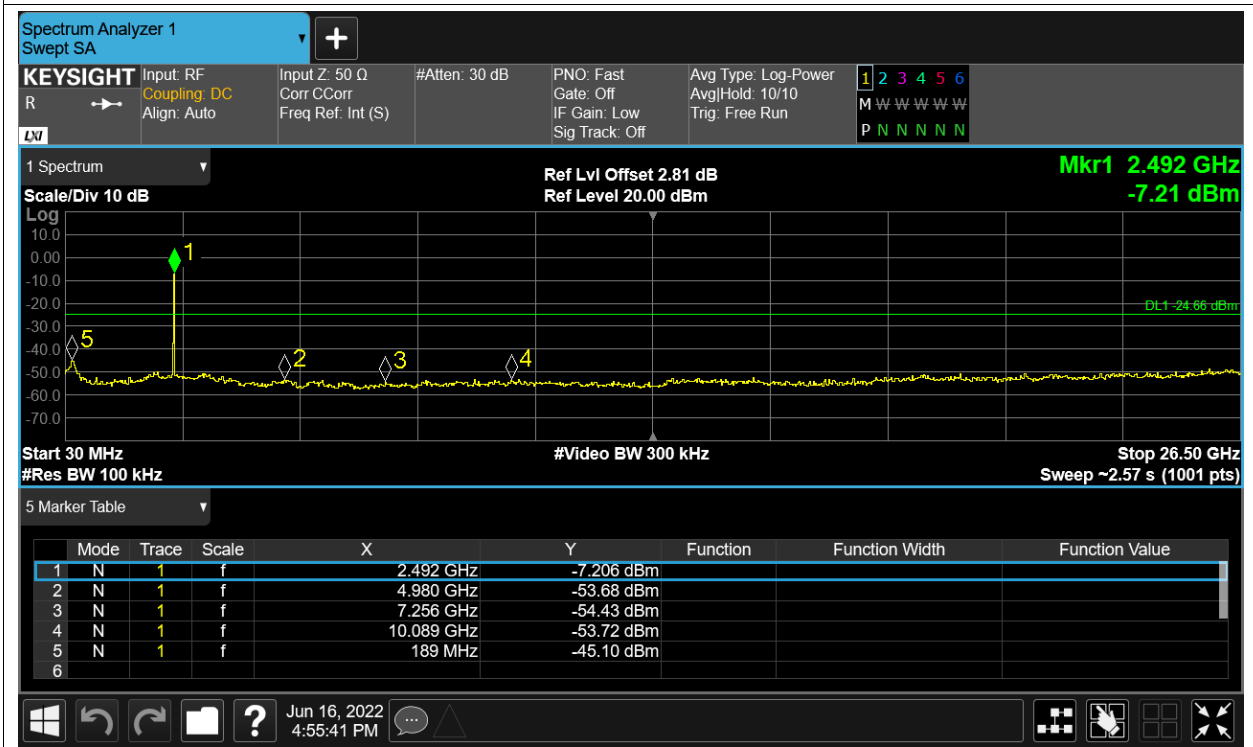 Spectrum Analyzer 1
Swept SA
+
KEYSIGHT Input: RF Input Z: 50 Ω #Atten: 30 dB PNO: Fast Avg Type: Log-Power 1 2 3 4 5 6
R Coupling: DC Corr CCorr Gate: Off Avg|Hold: 10/10 M W W W W W
Align: Auto Freq Ref: Int (S) IF Gain: Low Trig: Free Run
LXI Sig Track: Off P N N N N N
1 Spectrum Ref Lvl Offset 2.81 dB Mkr1 2.492 GHz
Scale/Div 10 dB Ref Level 20.00 dBm -7.21 dBm
Log
10.0
0.00 1
-10.0
-20.0 DL1 -24.66 dBm
-30.0
-40.0 5
-50.0 2 3 4
-60.0
-70.0
Start 30 MHz #Video BW 300 kHz Stop 26.50 GHz
#Res BW 100 kHz Sweep ~2.57 s (1001 pts)
5 Marker Table
Mode Trace Scale X Y Function Function Width Function Value
1 N 1 f 2.492 GHz -7.206 dBm
2 N 1 f 4.980 GHz -53.68 dBm
3 N 1 f 7.256 GHz -54.43 dBm
4 N 1 f 10.089 GHz -53.72 dBm
5 N 1 f 189 MHz -45.10 dBm
6
? Jun 16, 2022
4:55:41 PM